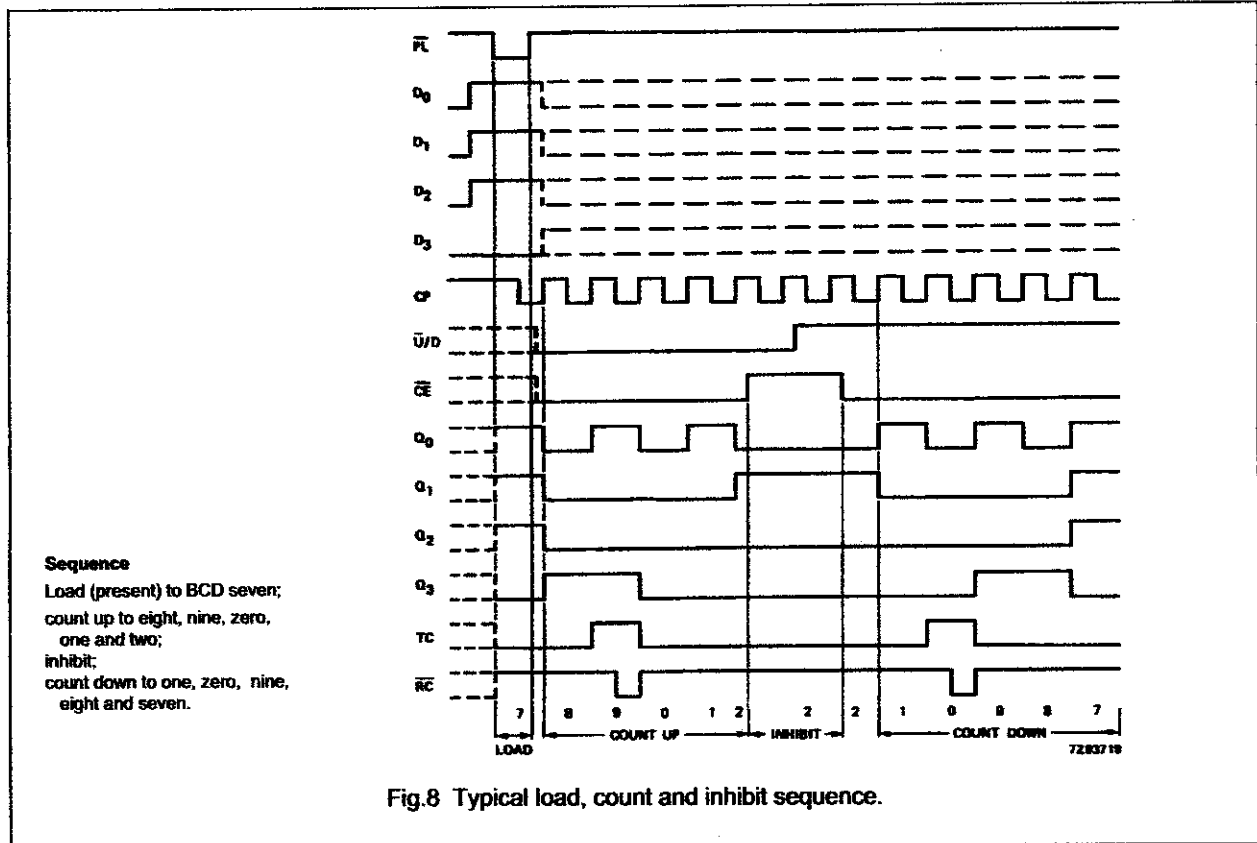 P̅L̅
D₀
D₁
D₂
D₃
CP
U̅/D
C̅E̅
Q₀
Q₁
Q₂
Q₃
TC
R̅C̅
7 8 9 0 1 2 2 2 1 0 9 8 7
LOAD COUNT UP INHIBIT COUNT DOWN
7Z93719
Sequence
Load (present) to BCD seven;
count up to eight, nine, zero,
one and two;
inhibit;
count down to one, zero, nine,
eight and seven.
Fig.8 Typical load, count and inhibit sequence.